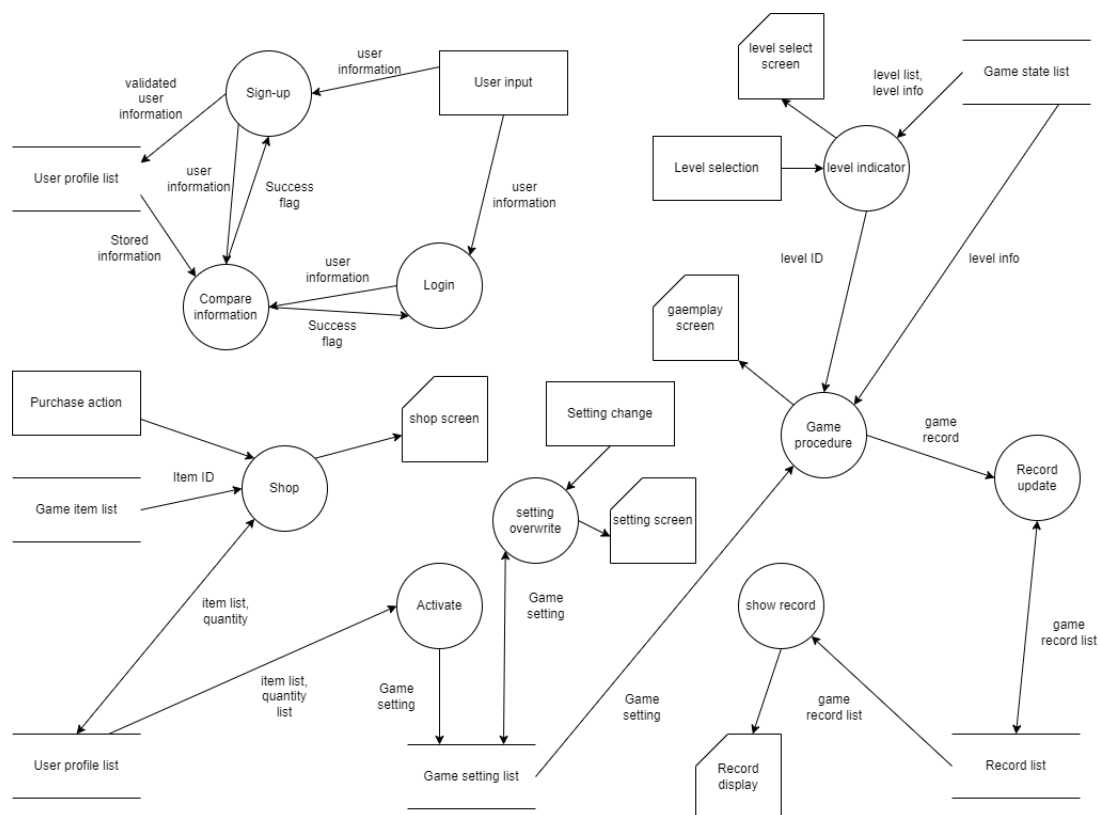 user
information
Sign-up
User input
validated
user
information
User profile list
user
information
Success
flag
Stored
information
user
information
Compare
information
user
information
Login
Success
flag
level select
screen
level list,
level info
Game state list
Level selection
level indicator
level ID
level info
gaemplay
screen
Purchase action
shop screen
Setting change
Game
procedure
game
record
Item ID
Game item list
Shop
setting
overwrite
setting screen
Record
update
item list,
quantity
Activate
Game
setting
show record
game
record list
item list,
quantity
list
Game
setting
Game
setting
game
record list
User profile list
Game setting list
Record
display
Record list